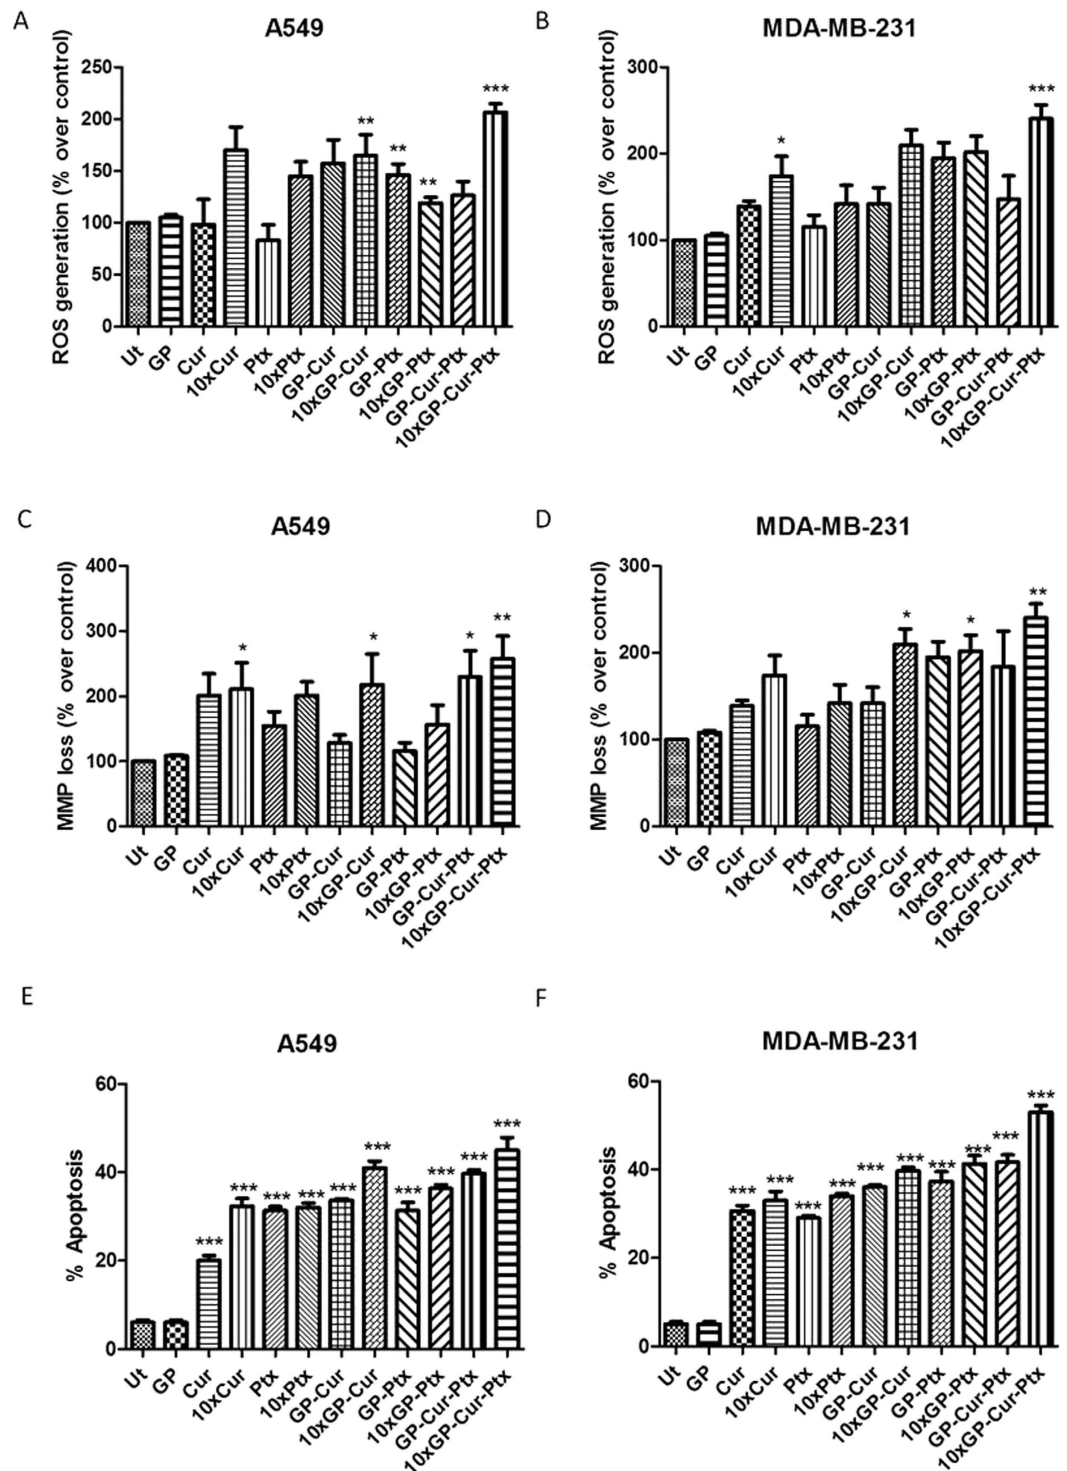 A
A549
ROS generation (% over control)
250
200
150
100
50
0
**
**
**
***
Ut
GP
Cur
10xCur
Ptx
10xPtx
GP-Cur
10xGP-Cur
GP-Ptx
10xGP-Ptx
GP-Cur-Ptx
10xGP-Cur-Ptx
B
MDA-MB-231
ROS generation (% over control)
300
200
100
0
*
***
Ut
GP
Cur
10xCur
Ptx
10xPtx
GP-Cur
10xGP-Cur
GP-Ptx
10xGP-Ptx
GP-Cur-Ptx
10xGP-Cur-Ptx
C
A549
MMP loss (% over control)
400
300
200
100
0
*
*
*
**
Ut
GP
Cur
10xCur
Ptx
10xPtx
GP-Cur
10xGP-Cur
GP-Ptx
10xGP-Ptx
GP-Cur-Ptx
10xGP-Cur-Ptx
D
MDA-MB-231
MMP loss (% over control)
300
200
100
0
*
*
**
Ut
GP
Cur
10xCur
Ptx
10xPtx
GP-Cur
10xGP-Cur
GP-Ptx
10xGP-Ptx
GP-Cur-Ptx
10xGP-Cur-Ptx
E
A549
% Apoptosis
60
40
20
0
***
***
***
***
***
***
***
***
***
***
Ut
GP
Cur
10xCur
Ptx
10xPtx
GP-Cur
10xGP-Cur
GP-Ptx
10xGP-Ptx
GP-Cur-Ptx
10xGP-Cur-Ptx
F
MDA-MB-231
% Apoptosis
60
40
20
0
***
***
***
***
***
***
***
***
***
***
Ut
GP
Cur
10xCur
Ptx
10xPtx
GP-Cur
10xGP-Cur
GP-Ptx
10xGP-Ptx
GP-Cur-Ptx
10xGP-Cur-Ptx